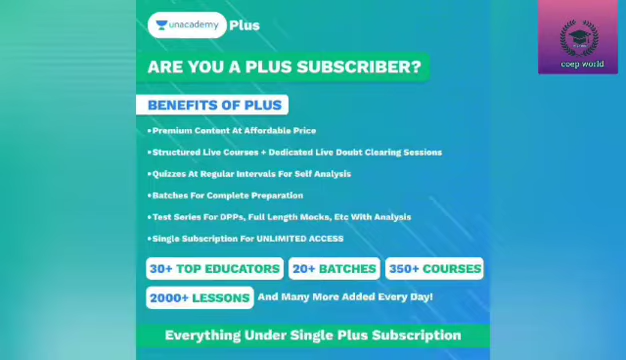 unacademy Plus
coep world
ARE YOU A PLUS SUBSCRIBER?
BENEFITS OF PLUS
•Premium Content At Affordable Price
•Structured Live Courses + Dedicated Live Doubt Clearing Sessions
•Quizzes At Regular Intervals For Self Analysis
•Batches For Complete Preparation
•Test Series For DPPs, Full Length Mocks, Etc With Analysis
•Single Subscription For UNLIMITED ACCESS
30+ TOP EDUCATORS 20+ BATCHES 350+ COURSES
2000+ LESSONS And Many More Added Every Day!
Everything Under Single Plus Subscription